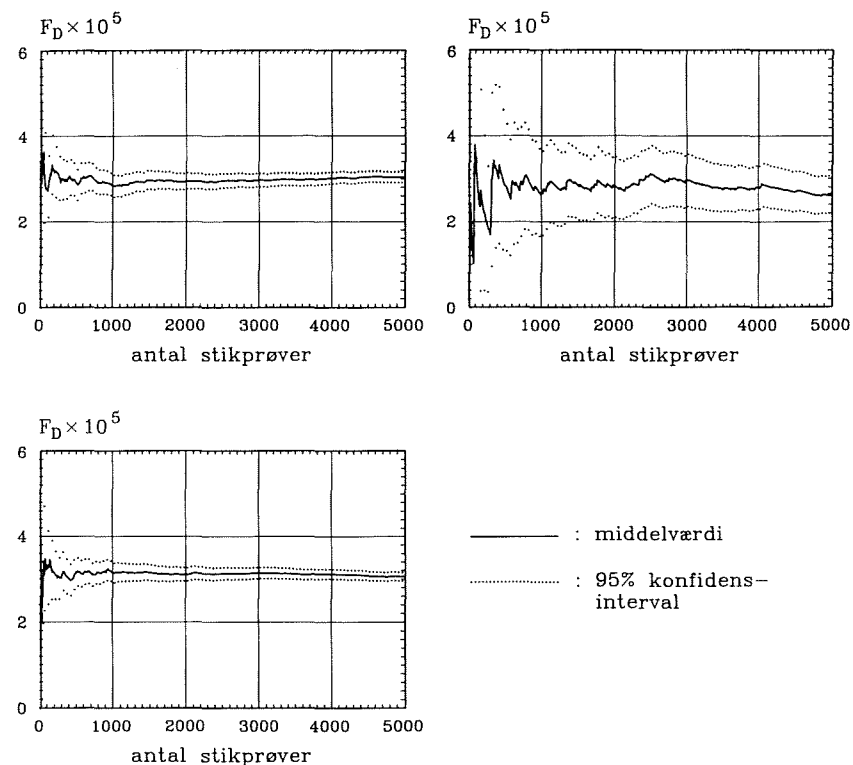 F_D × 10^5
6
4
2
0
0 1000 2000 3000 4000 5000
antal stikprøver
F_D × 10^5
6
4
2
0
0 1000 2000 3000 4000 5000
antal stikprøver
F_D × 10^5
6
4
2
0
0 1000 2000 3000 4000 5000
antal stikprøver
: middelværdi
: 95% konfidens-
interval